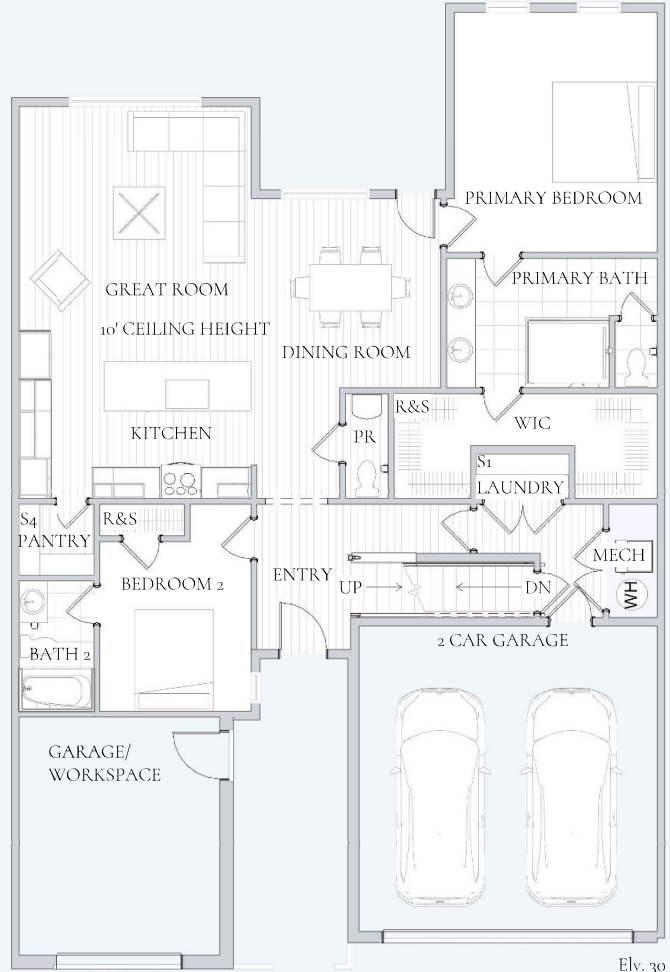 PRIMARY BEDROOM
PRIMARY BATH
GREAT ROOM
10' CEILING HEIGHT
DINING ROOM
R&S
WIC
KITCHEN
PR
S1
LAUNDRY
S4
PANTRY
R&S
MECH
ENTRY
BEDROOM 2
UP
DN
WH
BATH 2
2 CAR GARAGE
GARAGE/
WORKSPACE
Elv. 30